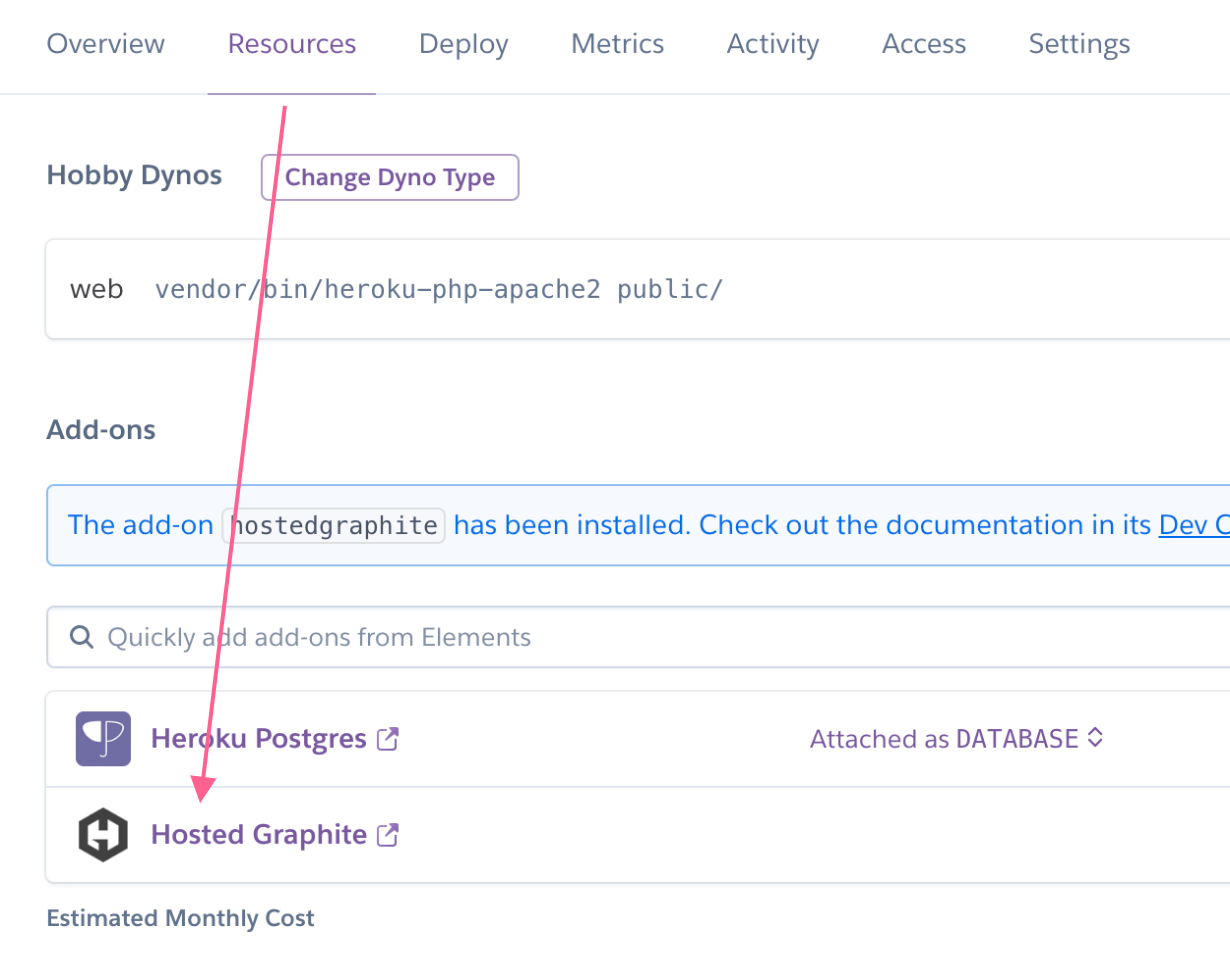 Overview Resources Deploy Metrics Activity Access Settings
Hobby Dynos Change Dyno Type
web vendor/bin/heroku-php-apache2 public/
Add-ons
The add-on hostedgraphite has been installed. Check out the documentation in its Dev
Quickly add add-ons from Elements
Heroku Postgres Attached as DATABASE
Hosted Graphite
Estimated Monthly Cost